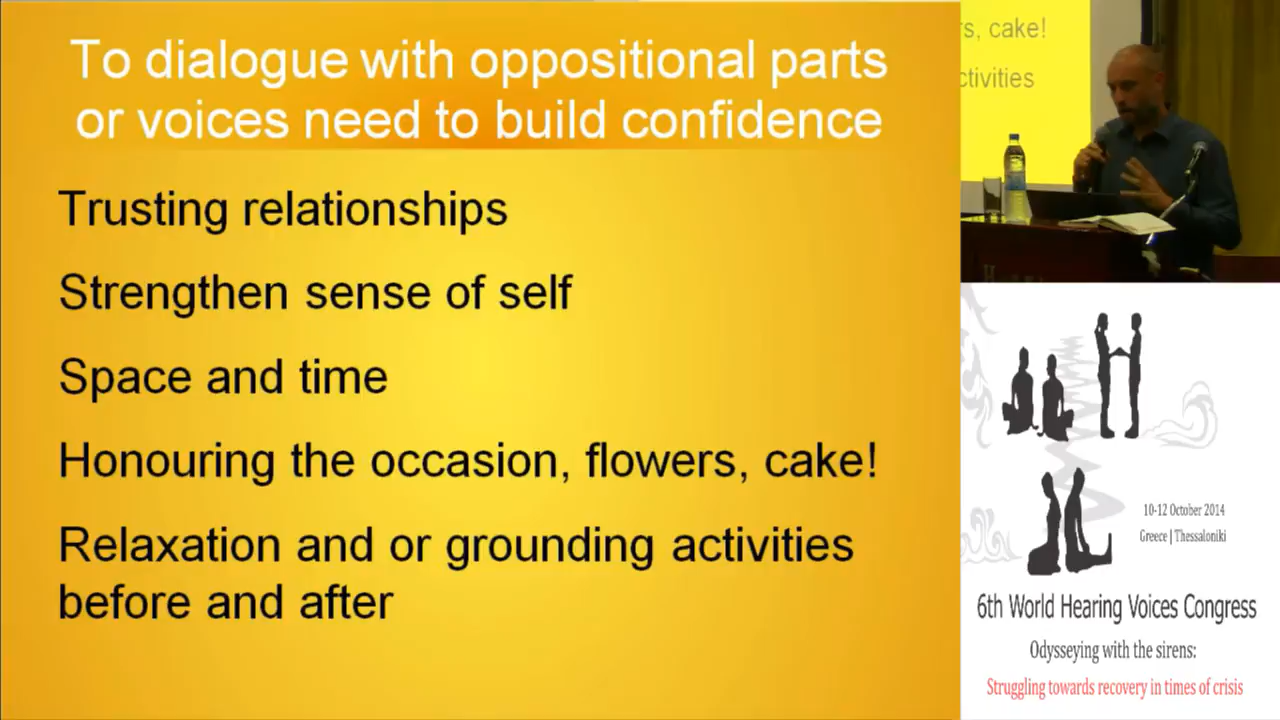 To dialogue with oppositional parts
or voices need to build confidence
Trusting relationships
Strengthen sense of self
Space and time
Honouring the occasion, flowers, cake!
Relaxation and or grounding activities
before and after
s, cake!
ctivities
10-12 October 2014
Greece | Thessaloniki
6th World Hearing Voices Congress
Odysseying with the sirens:
Struggling towards recovery in times of crisis